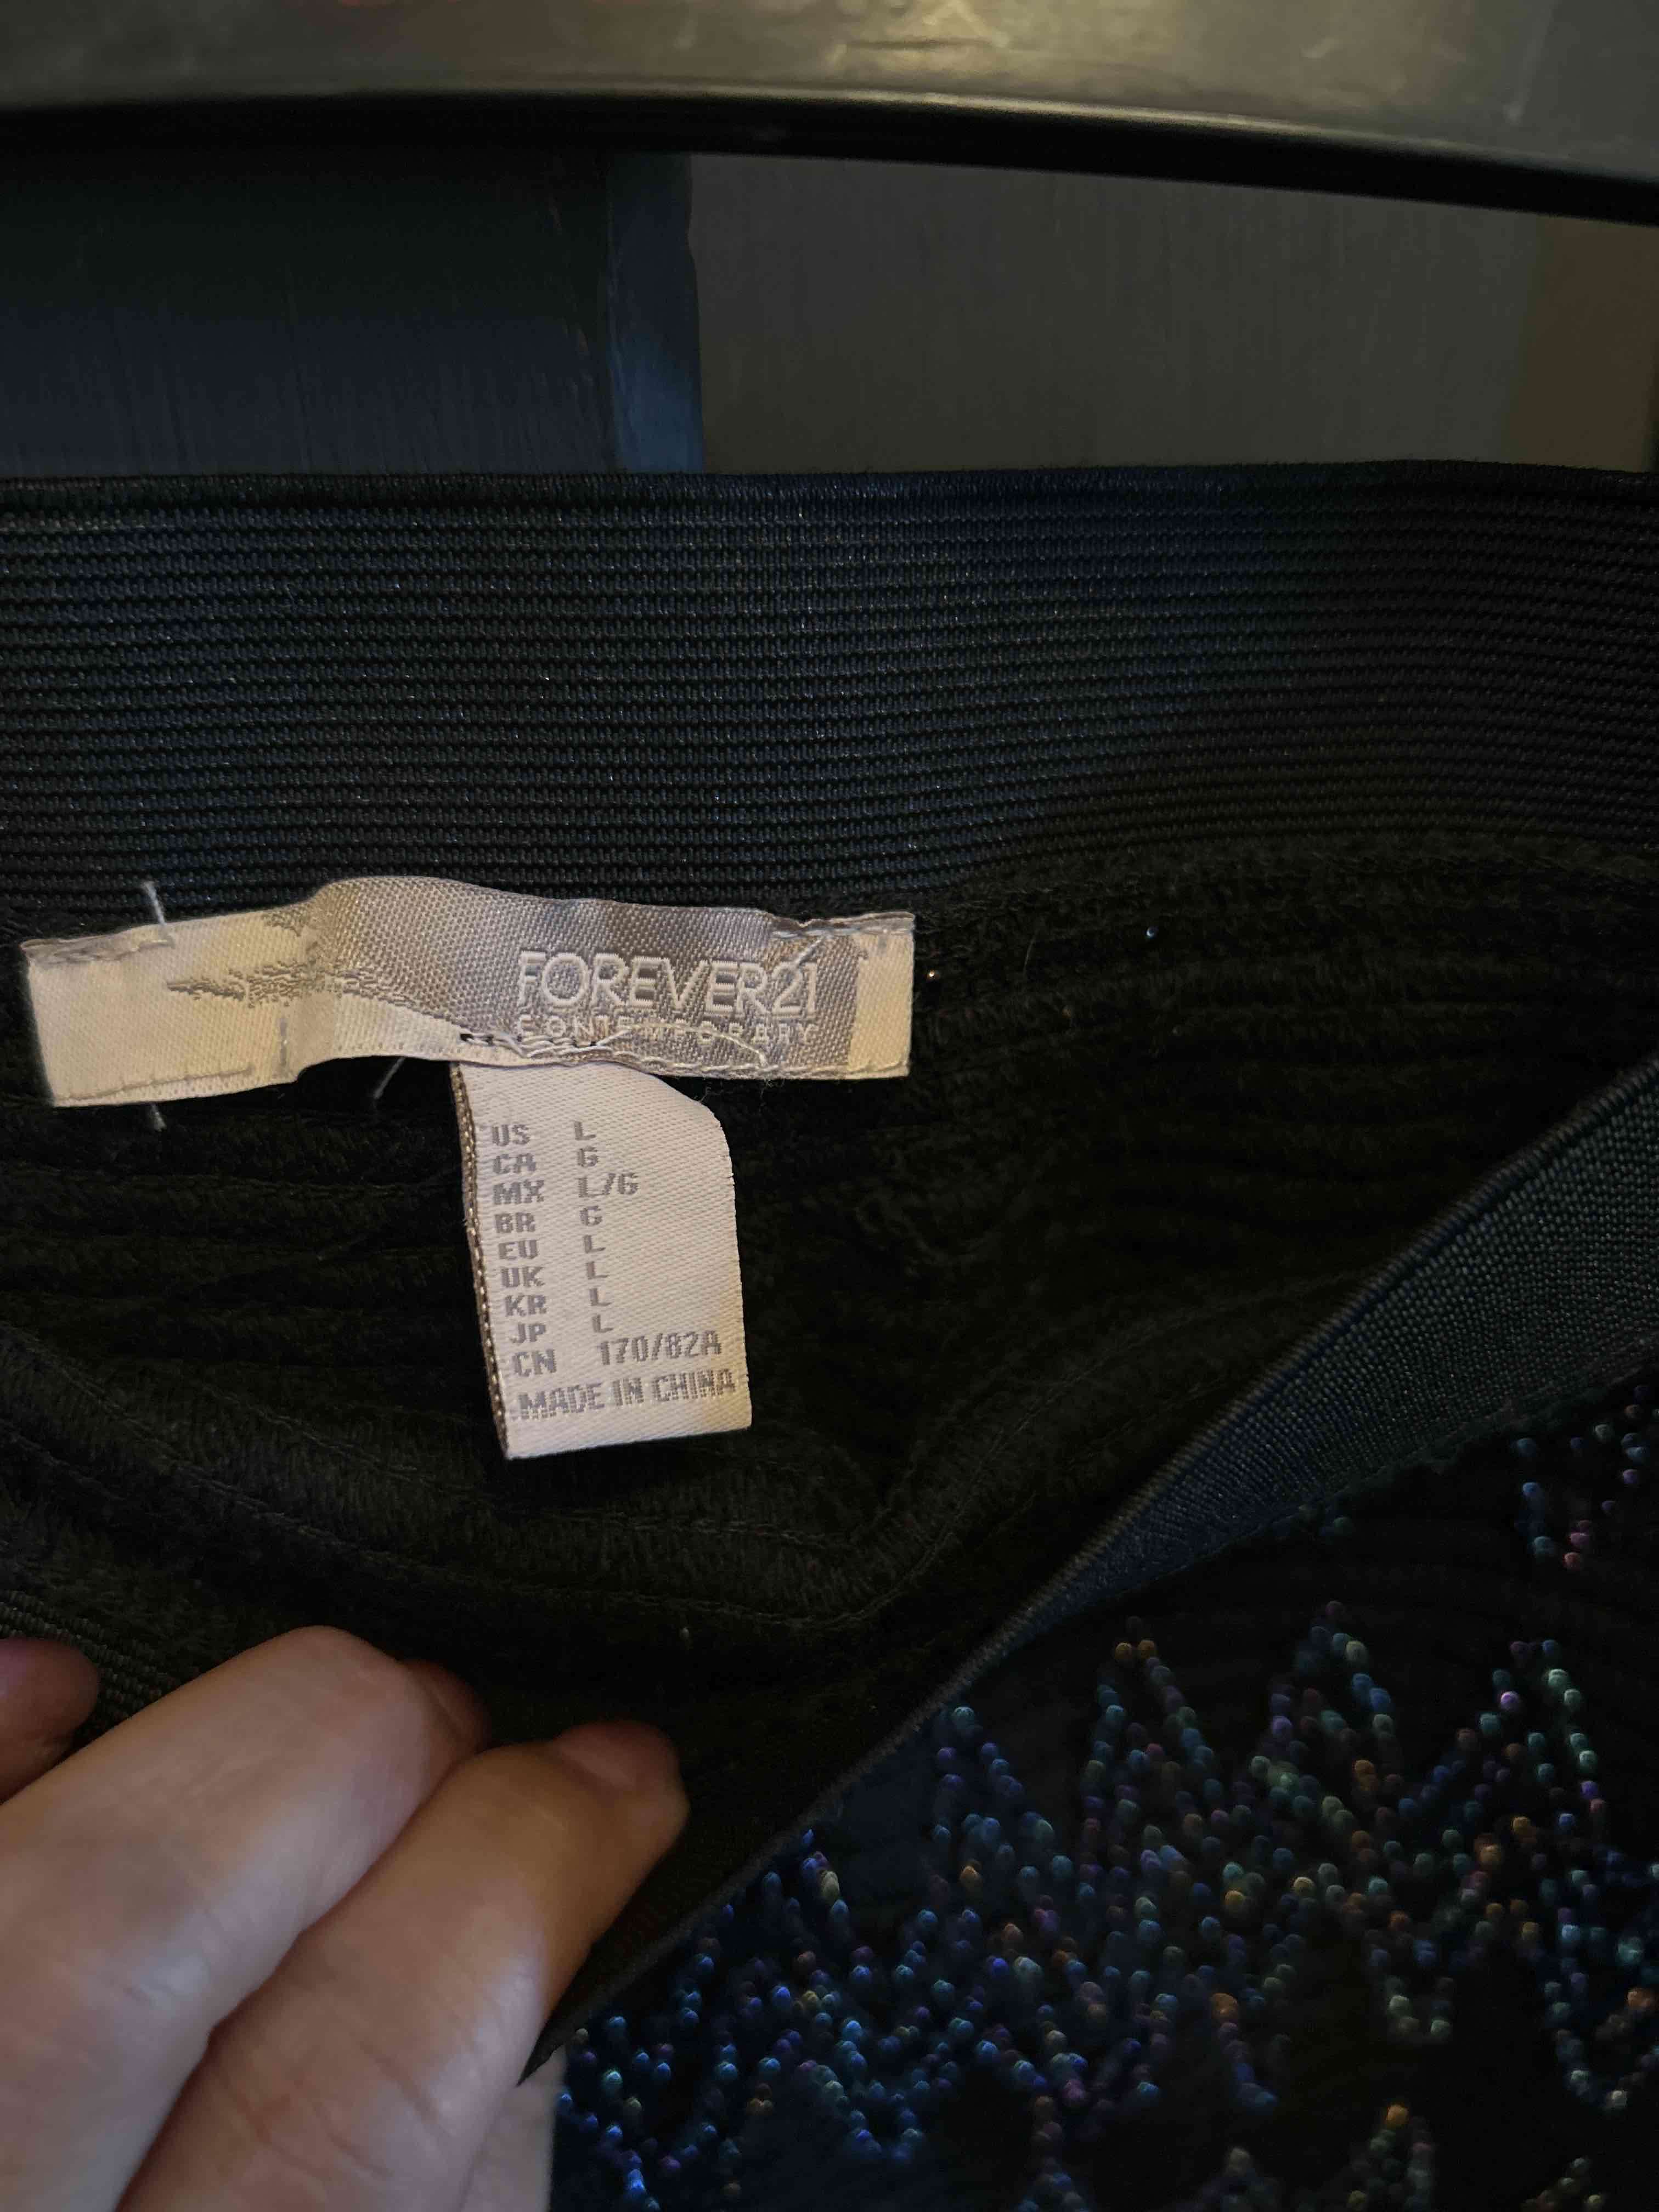 FOREVER21
CONTEMPORARY
US L
CA G
MX L/G
BR G
EU L
UK L
KR L
JP L
CN 170/82A
MADE IN CHINA